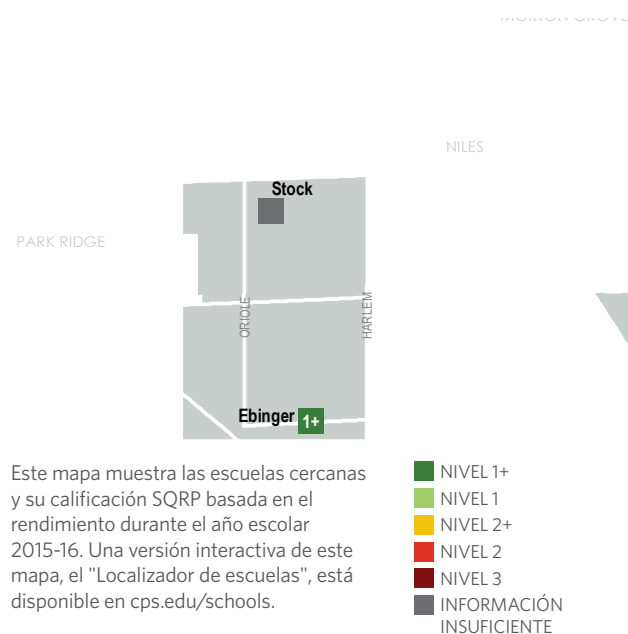 MORTON GROVE
NILES
Stock
PARK RIDGE
ORIOLE
HARLEM
Ebinger 1+
Este mapa muestra las escuelas cercanas
y su calificación SQRP basada en el
rendimiento durante el año escolar
2015-16. Una versión interactiva de este
mapa, el "Localizador de escuelas", está
disponible en cps.edu/schools.
NIVEL 1+
NIVEL 1
NIVEL 2+
NIVEL 2
NIVEL 3
INFORMACIÓN
INSUFICIENTE